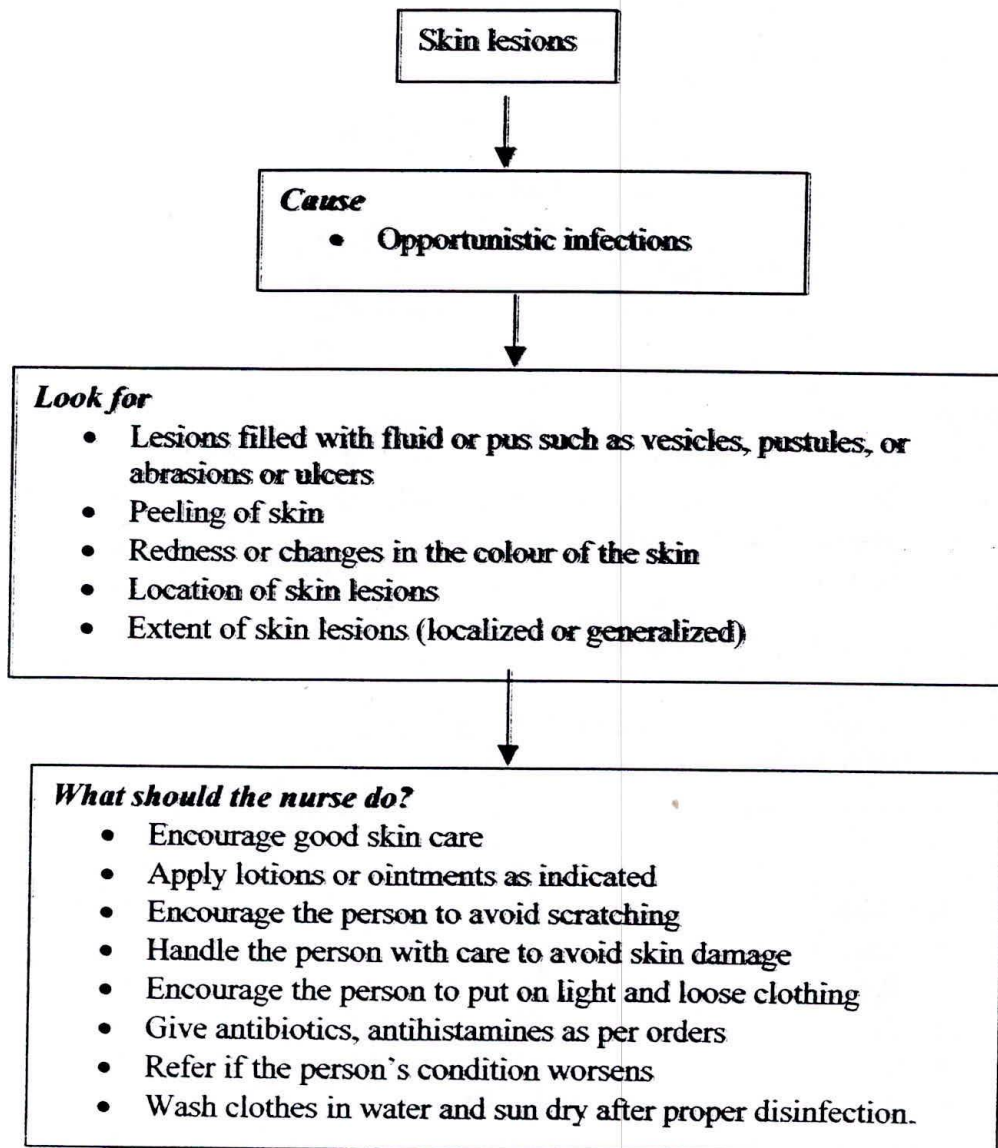 Skin lesions
Cause
• Opportunistic infections
Look for
• Lesions filled with fluid or pus such as vesicles, pustules, or
abrasions or ulcers
• Peeling of skin
• Redness or changes in the colour of the skin
• Location of skin lesions
• Extent of skin lesions (localized or generalized)
What should the nurse do?
• Encourage good skin care
• Apply lotions or ointments as indicated
• Encourage the person to avoid scratching
• Handle the person with care to avoid skin damage
• Encourage the person to put on light and loose clothing
• Give antibiotics, antihistamines as per orders
• Refer if the person's condition worsens
• Wash clothes in water and sun dry after proper disinfection.